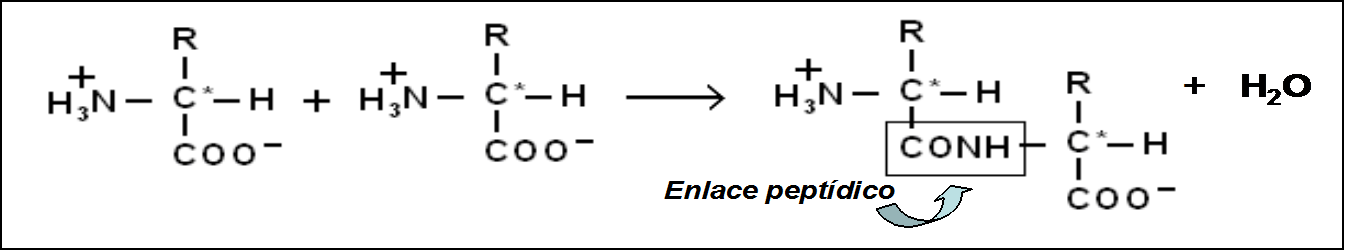 R R R
H₃N⁺ — C* — H + H₃N⁺ — C* — H ⟶ H₃N⁺ — C* — H R + H₂O
COO⁻ COO⁻ CONH — C* — H
Enlace peptídico COO⁻